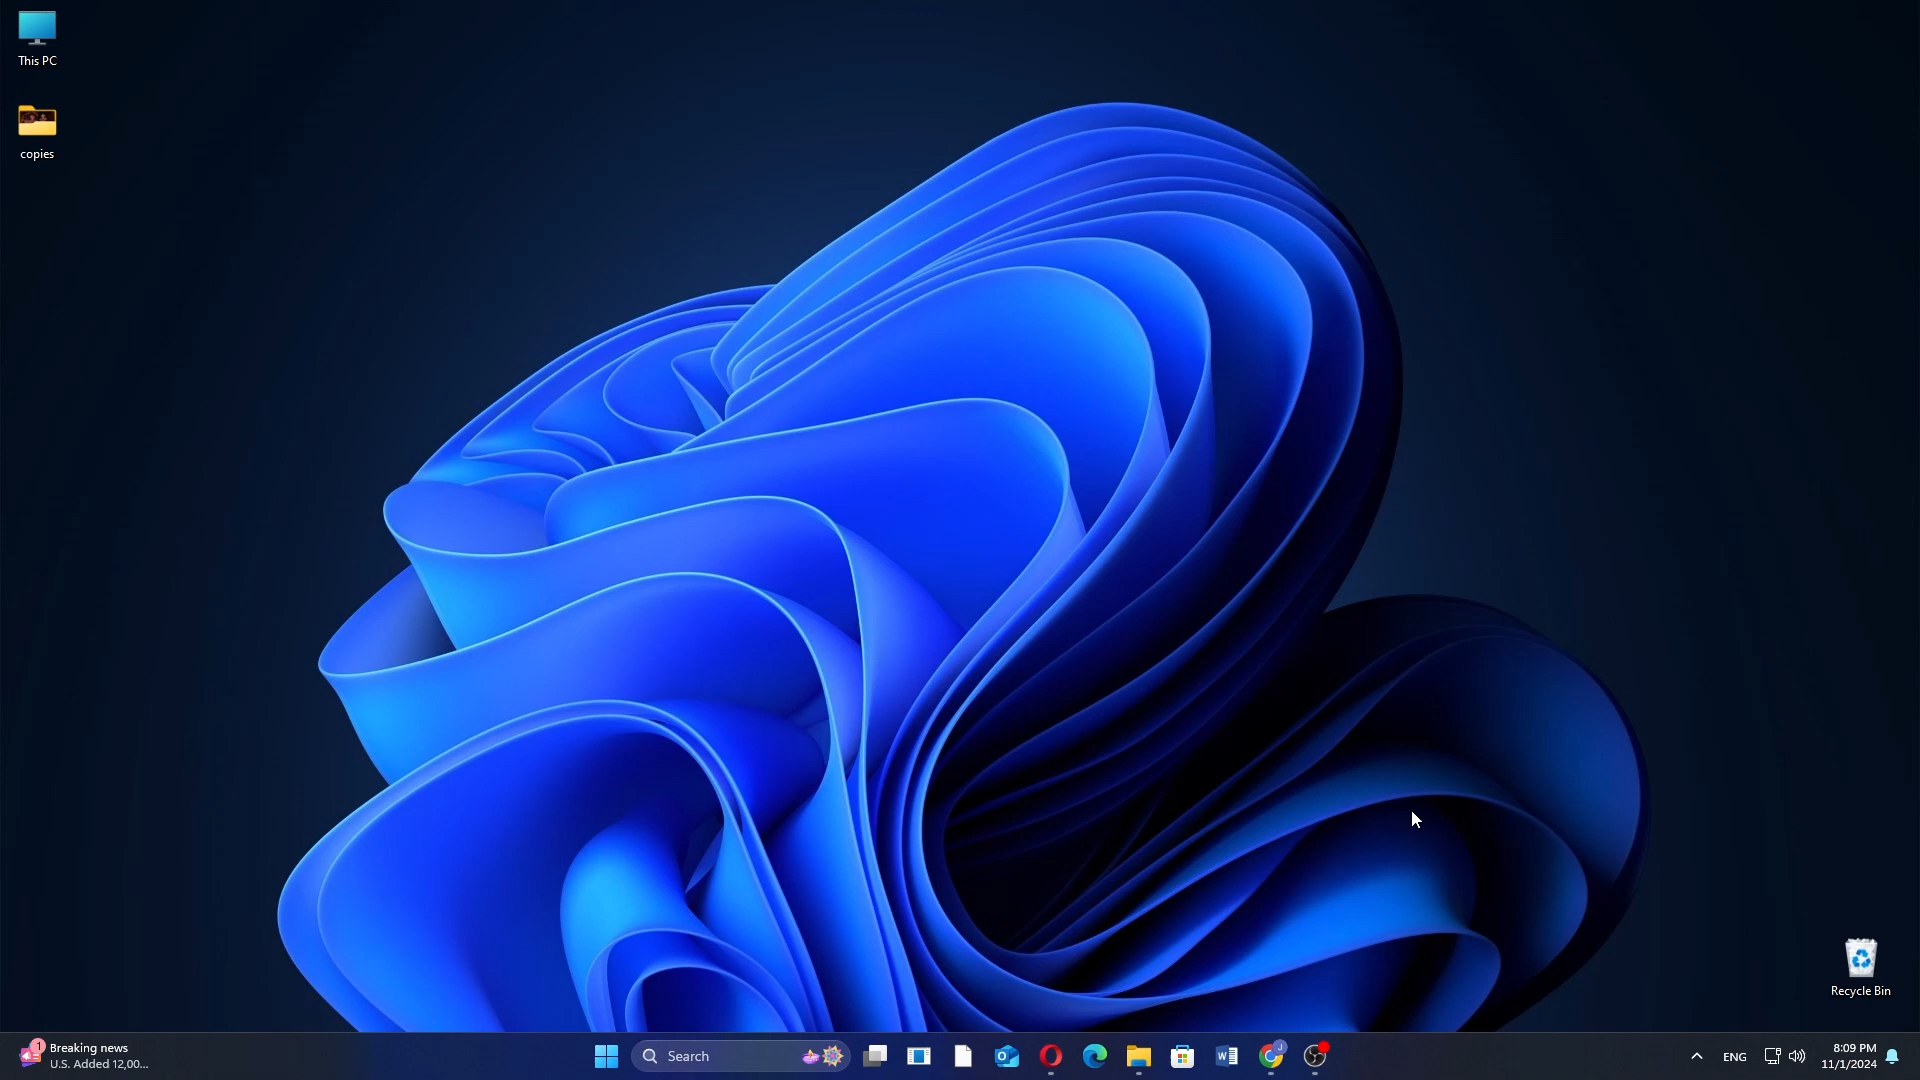 This PC
copies
Recycle Bin
1
Breaking news
U.S. Added 12,00...
Search
J
ENG
8:09 PM
11/1/2024